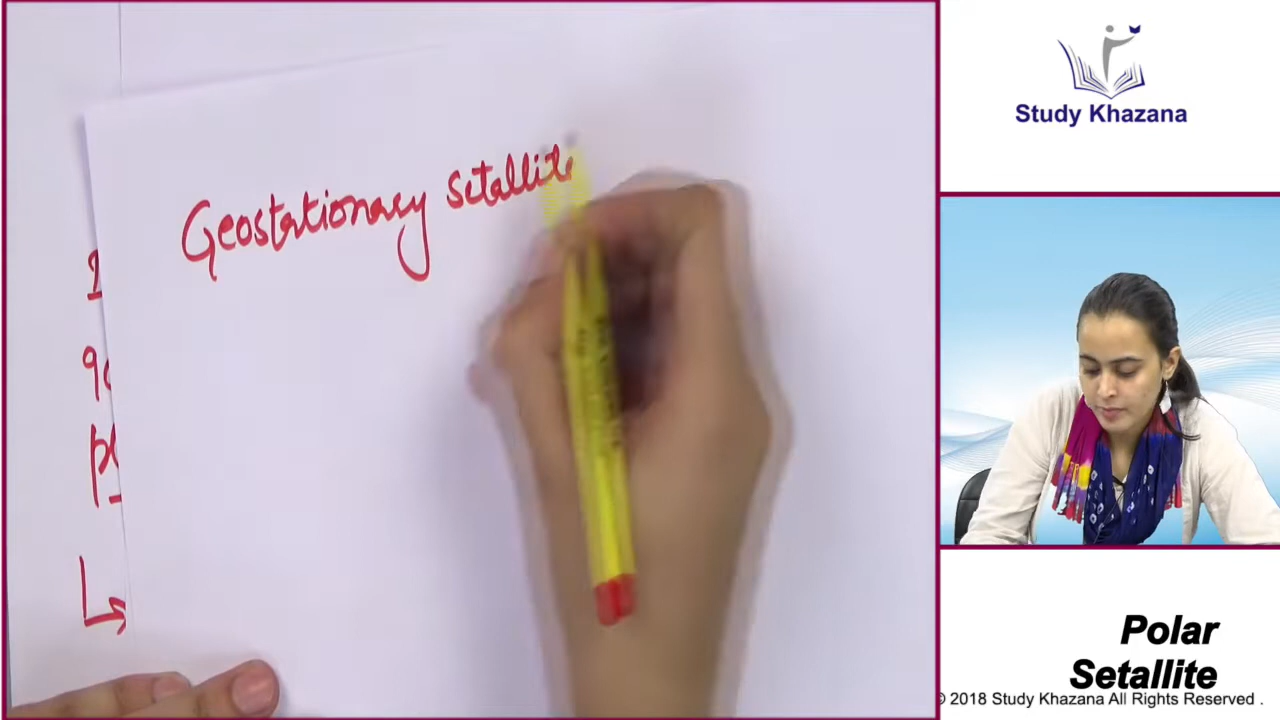 Geostationary Setallite
Study Khazana
Polar
Setallite
© 2018 Study Khazana All Rights Reserved .